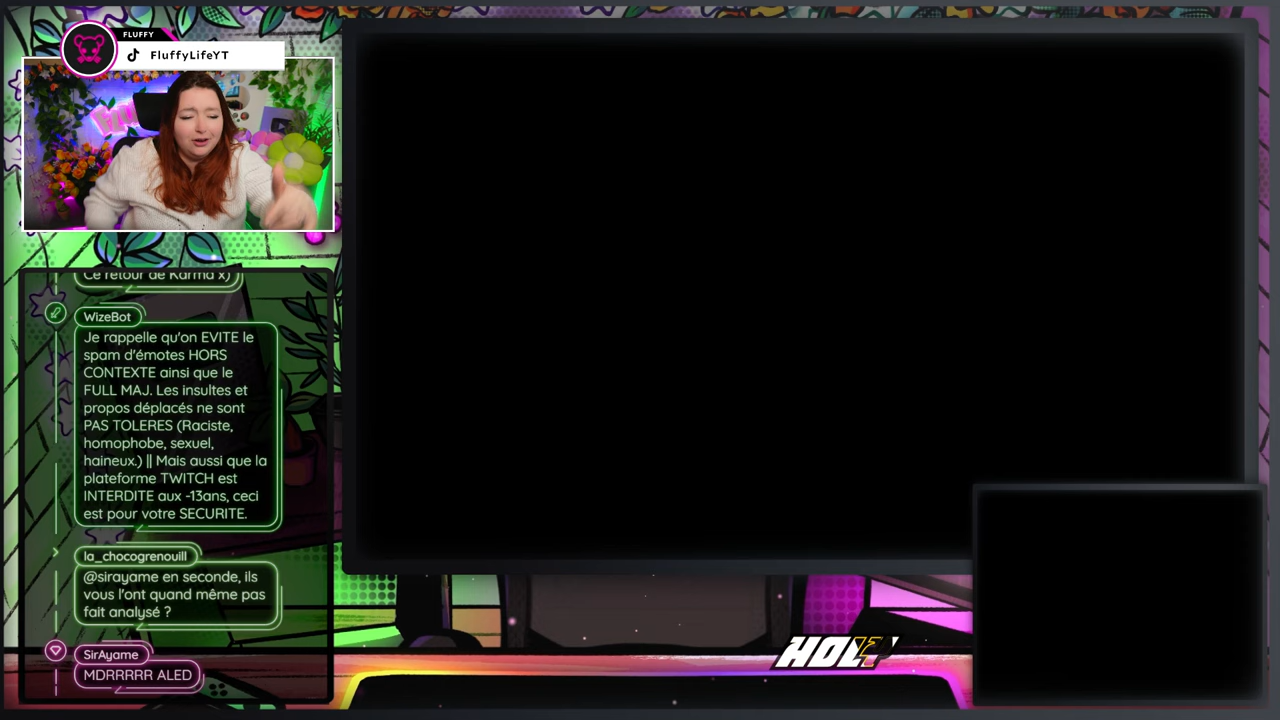 FLUFFY
FluffyLifeYT
Ce retour de Karma x)
WizeBot
Je rappelle qu'on EVITE le
spam d'émotes HORS
CONTEXTE ainsi que le
FULL MAJ. Les insultes et
propos déplacés ne sont
PAS TOLERES (Raciste,
homophobe, sexuel,
haineux.) || Mais aussi que la
plateforme TWITCH est
INTERDITE aux -13ans, ceci
est pour votre SECURITE.
la_chocogrenouill
@sirayame en seconde, ils
vous l'ont quand même pas
fait analysé ?
SirAyame
MDRRRRR ALED